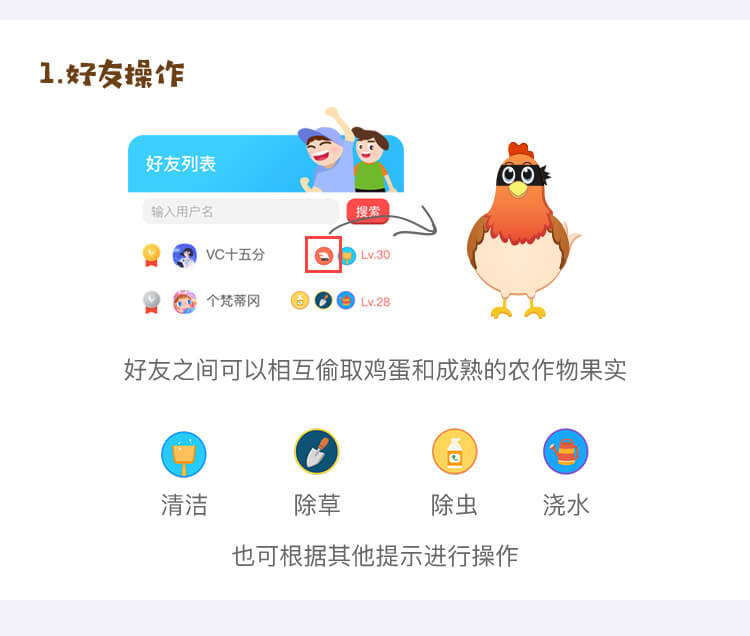 1.好友操作
好友列表
输入用户名
搜索
VC十五分
Lv.30
个梵蒂冈
Lv.28
好友之间可以相互偷取鸡蛋和成熟的农作物果实
清洁 除草 除虫 浇水
也可根据其他提示进行操作